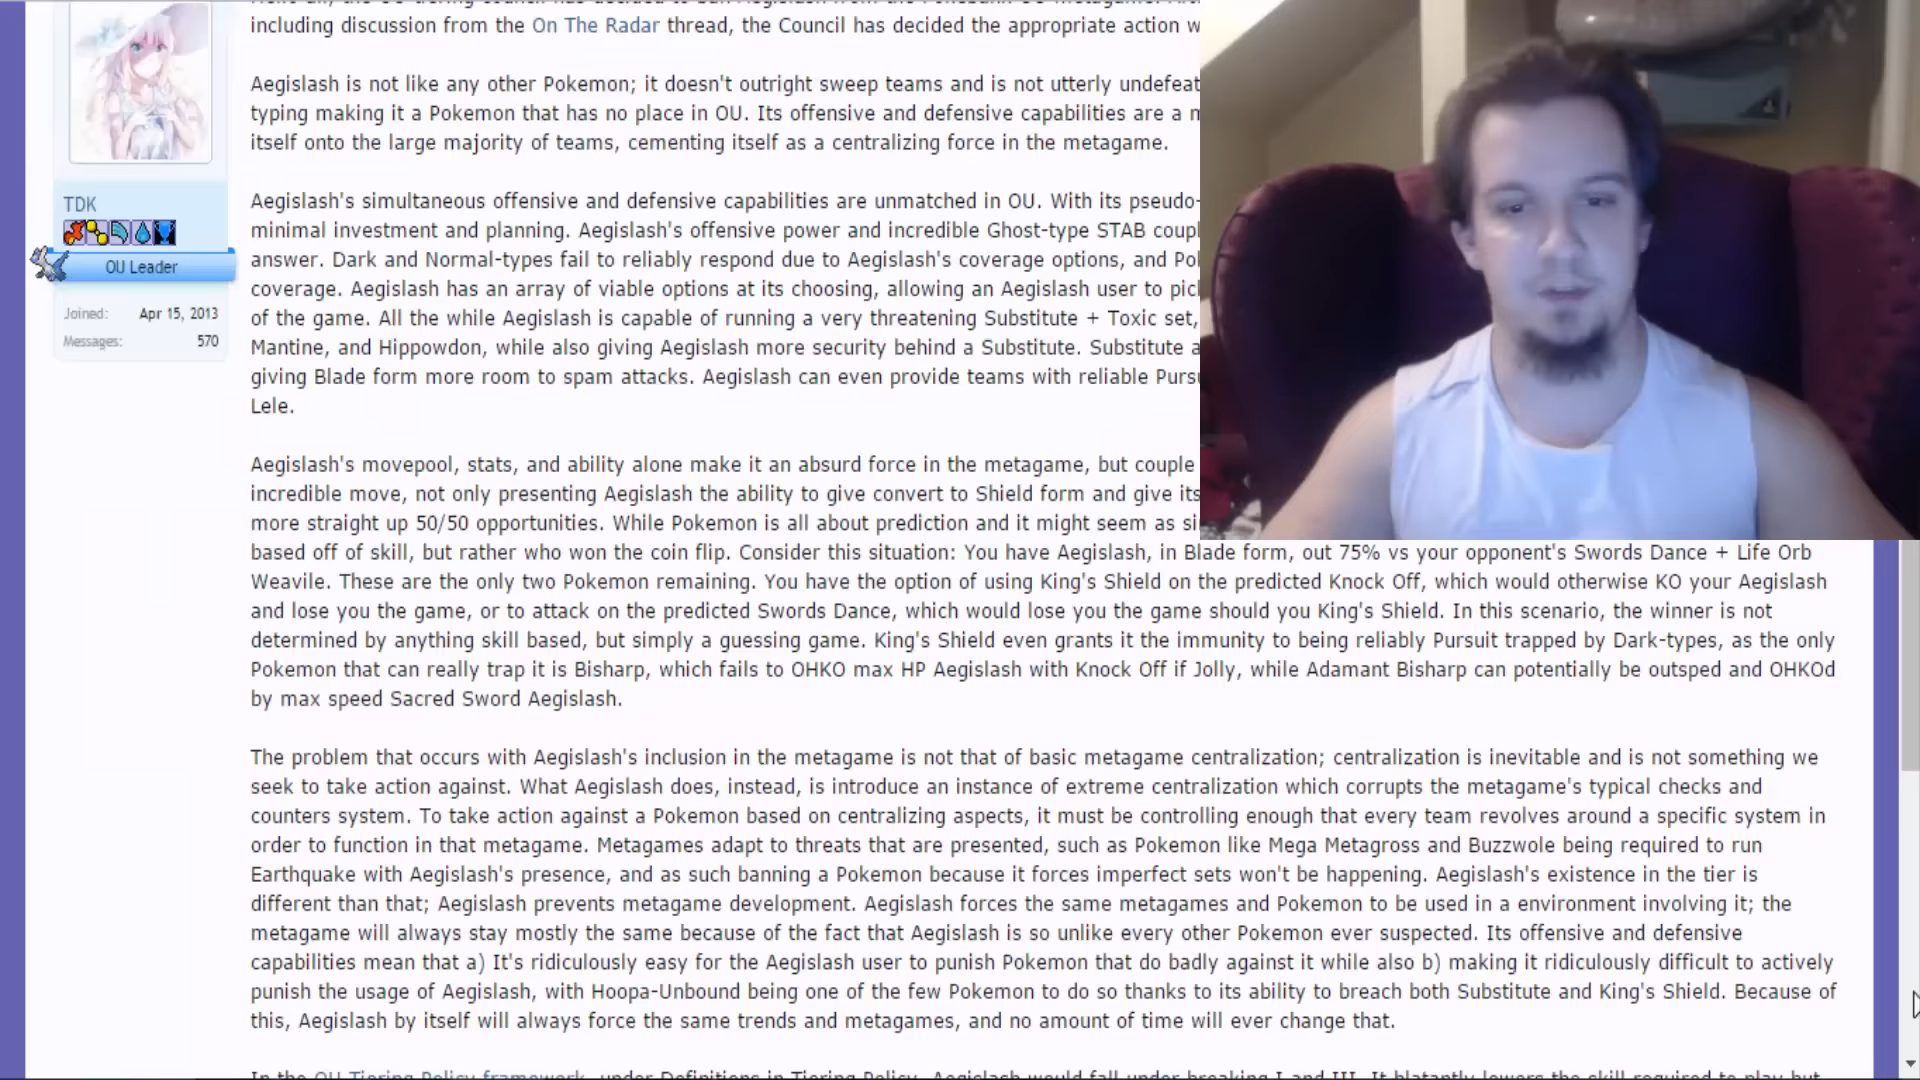 including discussion from the On The Radar thread, the Council has decided the appropriate action w
Aegislash is not like any other Pokemon; it doesn't outright sweep teams and is not utterly undefeat
typing making it a Pokemon that has no place in OU. Its offensive and defensive capabilities are a
itself onto the large majority of teams, cementing itself as a centralizing force in the metagame.
TDK
OU Leader
Joined: Apr 15, 2013
Messages: 570
Aegislash's simultaneous offensive and defensive capabilities are unmatched in OU. With its pseudo-
minimal investment and planning. Aegislash's offensive power and incredible Ghost-type STAB coupl
answer. Dark and Normal-types fail to reliably respond due to Aegislash's coverage options, and Po
coverage. Aegislash has an array of viable options at its choosing, allowing an Aegislash user to pic
of the game. All the while Aegislash is capable of running a very threatening Substitute + Toxic set,
Mantine, and Hippowdon, while also giving Aegislash more security behind a Substitute. Substitute a
giving Blade form more room to spam attacks. Aegislash can even provide teams with reliable Pursu
Lele.
Aegislash's movepool, stats, and ability alone make it an absurd force in the metagame, but couple
incredible move, not only presenting Aegislash the ability to give convert to Shield form and give its
more straight up 50/50 opportunities. While Pokemon is all about prediction and it might seem as si
based off of skill, but rather who won the coin flip. Consider this situation: You have Aegislash, in Blade form, out 75% vs your opponent's Swords Dance + Life Orb
Weavile. These are the only two Pokemon remaining. You have the option of using King's Shield on the predicted Knock Off, which would otherwise KO your Aegislash
and lose you the game, or to attack on the predicted Swords Dance, which would lose you the game should you King's Shield. In this scenario, the winner is not
determined by anything skill based, but simply a guessing game. King's Shield even grants it the immunity to being reliably Pursuit trapped by Dark-types, as the only
Pokemon that can really trap it is Bisharp, which fails to OHKO max HP Aegislash with Knock Off if Jolly, while Adamant Bisharp can potentially be outsped and OHKOd
by max speed Sacred Sword Aegislash.
The problem that occurs with Aegislash's inclusion in the metagame is not that of basic metagame centralization; centralization is inevitable and is not something we
seek to take action against. What Aegislash does, instead, is introduce an instance of extreme centralization which corrupts the metagame's typical checks and
counters system. To take action against a Pokemon based on centralizing aspects, it must be controlling enough that every team revolves around a specific system in
order to function in that metagame. Metagames adapt to threats that are presented, such as Pokemon like Mega Metagross and Buzzwole being required to run
Earthquake with Aegislash's presence, and as such banning a Pokemon because it forces imperfect sets won't be happening. Aegislash's existence in the tier is
different than that; Aegislash prevents metagame development. Aegislash forces the same metagames and Pokemon to be used in a environment involving it; the
metagame will always stay mostly the same because of the fact that Aegislash is so unlike every other Pokemon ever suspected. Its offensive and defensive
capabilities mean that a) It's ridiculously easy for the Aegislash user to punish Pokemon that do badly against it while also b) making it ridiculously difficult to actively
punish the usage of Aegislash, with Hoopa-Unbound being one of the few Pokemon to do so thanks to its ability to breach both Substitute and King's Shield. Because of
this, Aegislash by itself will always force the same trends and metagames, and no amount of time will ever change that.
In the OU Tiering Policy framework, under Definitions in Tiering Policy, Aegislash would fall under breaking I and III. It blatantly lowers the skill required to play but